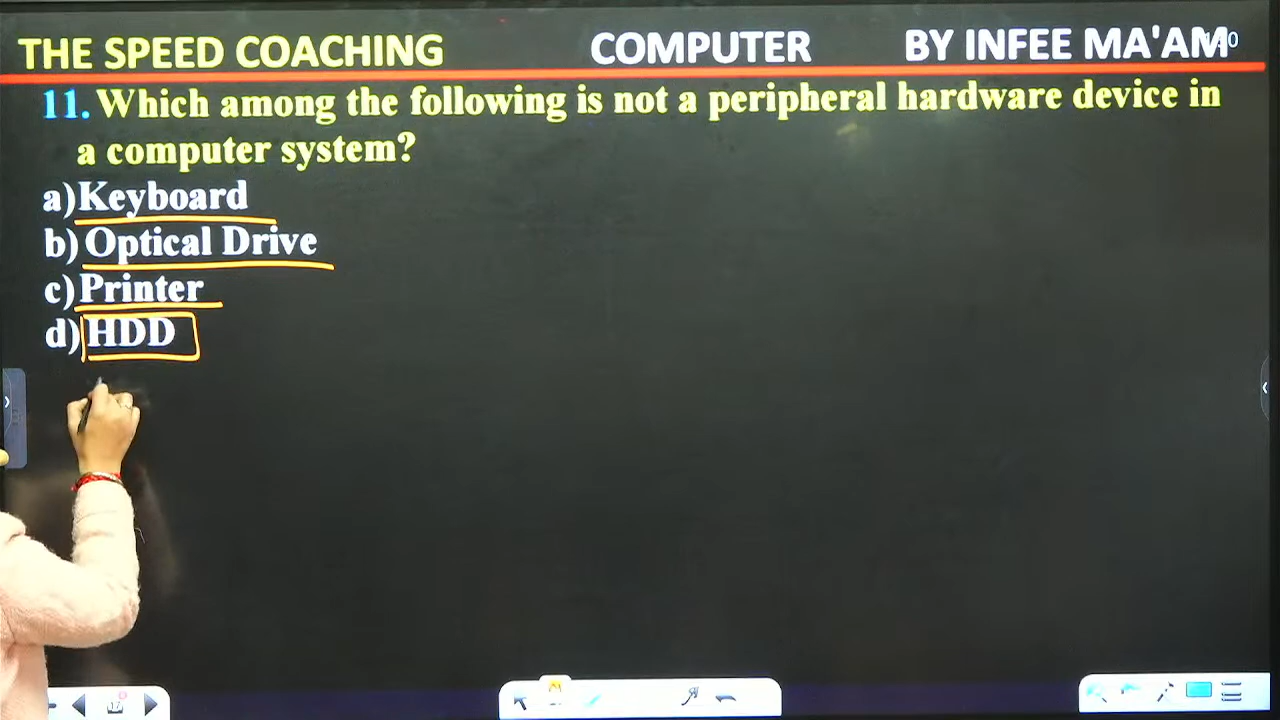 THE SPEED COACHING COMPUTER BY INFEE MA'AM
11. Which among the following is not a peripheral hardware device in
a computer system?
a) Keyboard
b) Optical Drive
c) Printer
d) HDD
17